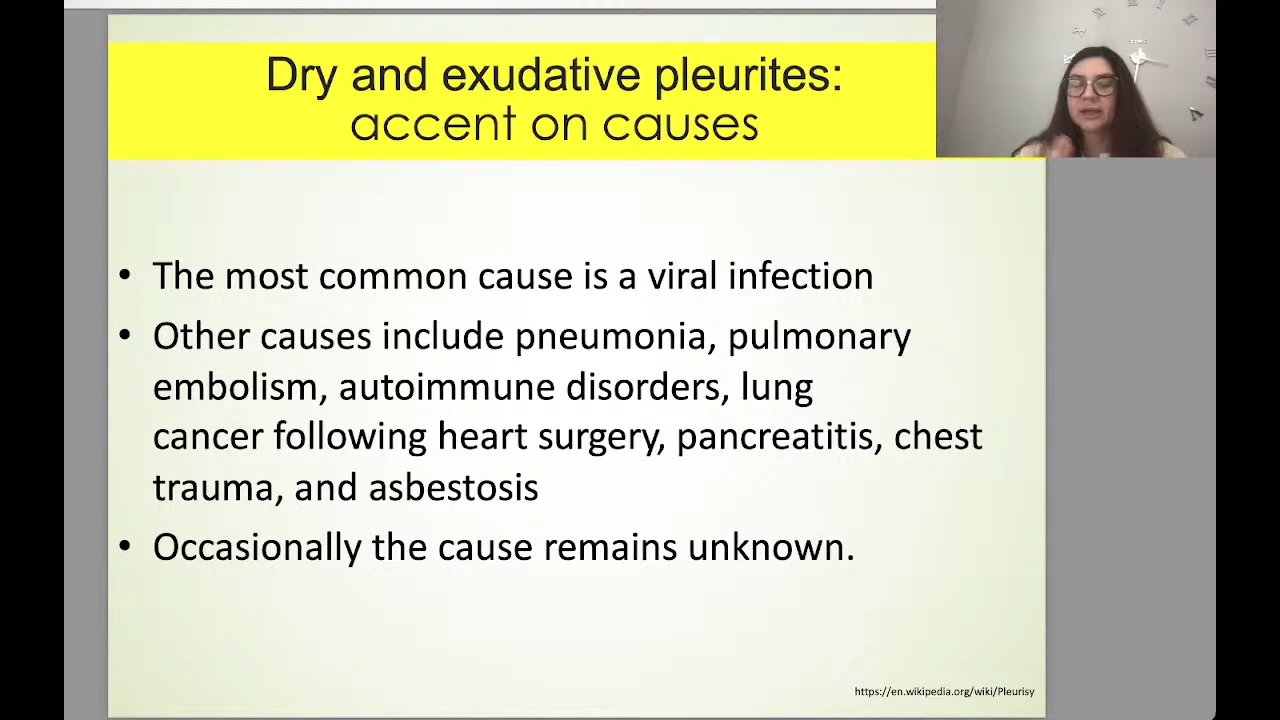 Dry and exudative pleurites:
accent on causes
• The most common cause is a viral infection
• Other causes include pneumonia, pulmonary
embolism, autoimmune disorders, lung
cancer following heart surgery, pancreatitis, chest
trauma, and asbestosis
• Occasionally the cause remains unknown.
https://en.wikipedia.org/wiki/Pleurisy